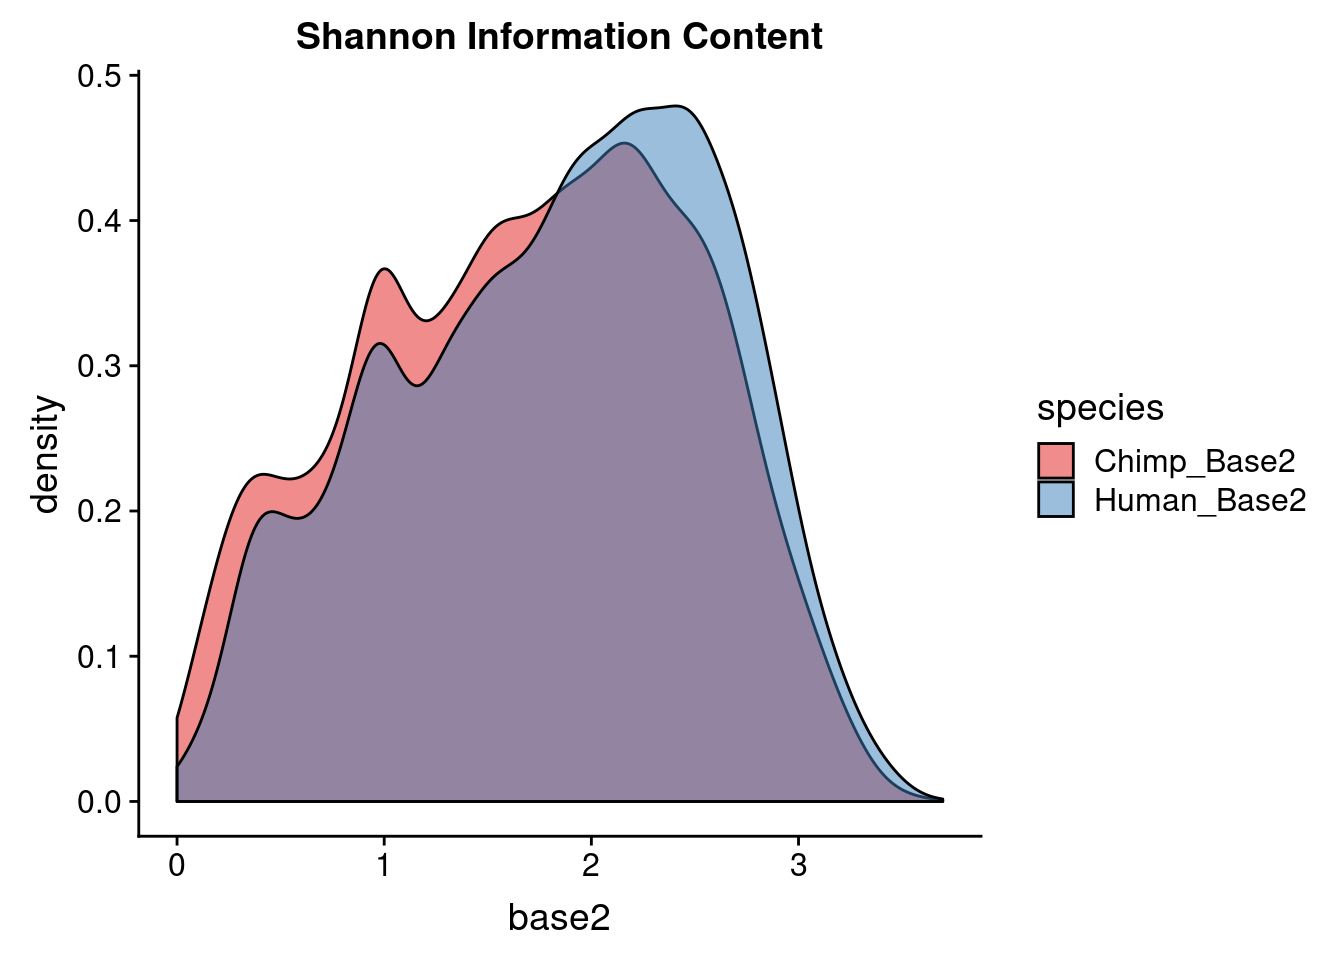 Shannon Information Content
0.5
0.4
0.3
0.2
0.1
0.0
density
0 1 2 3
base2
species
Chimp_Base2
Human_Base2